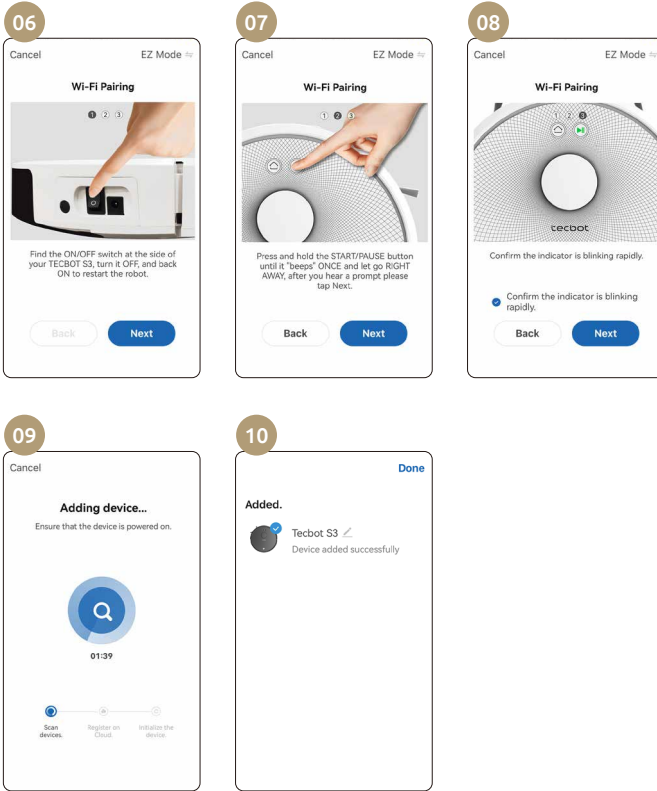 06
Cancel
EZ Mode
Wi-Fi Pairing
1 2 3
Find the ON/OFF switch at the side of
your TECBOT S3, turn it OFF, and back
ON to restart the robot.
Back
Next
07
Cancel
EZ Mode
Wi-Fi Pairing
1 2 3
Press and hold the START/PAUSE button
until it "beeps" ONCE and let go RIGHT
AWAY, after you hear a prompt please
tap Next.
Back
Next
08
Cancel
EZ Mode
Wi-Fi Pairing
1 2 3
tecbot
Confirm the indicator is blinking rapidly.
Confirm the indicator is blinking
rapidly.
Back
Next
09
Cancel
Adding device...
Ensure that the device is powered on.
01:39
Scan
devices.
Register on
Cloud.
Initialize the
device.
10
Done
Added.
Tecbot S3
Device added successfully